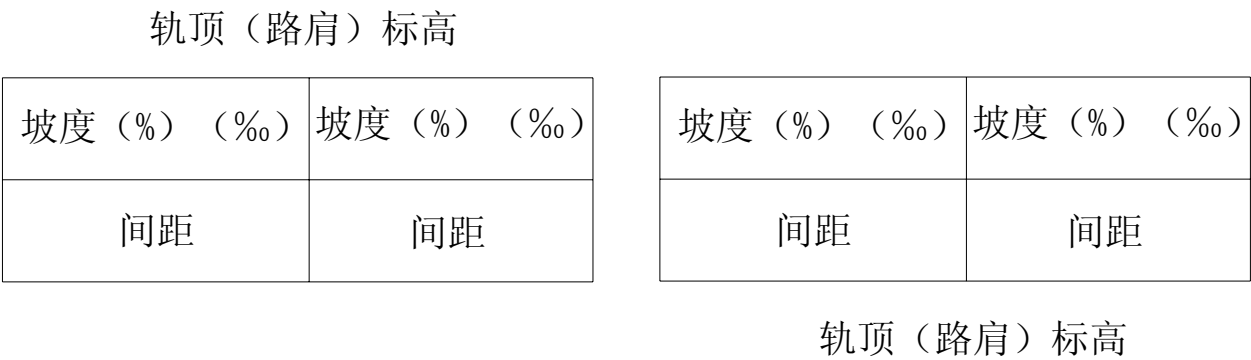 轨顶（路肩）标高
坡度（%）（‰） 坡度（%）（‰） 坡度（%）（‰） 坡度（%）（‰）
间距 间距 间距 间距
轨顶（路肩）标高